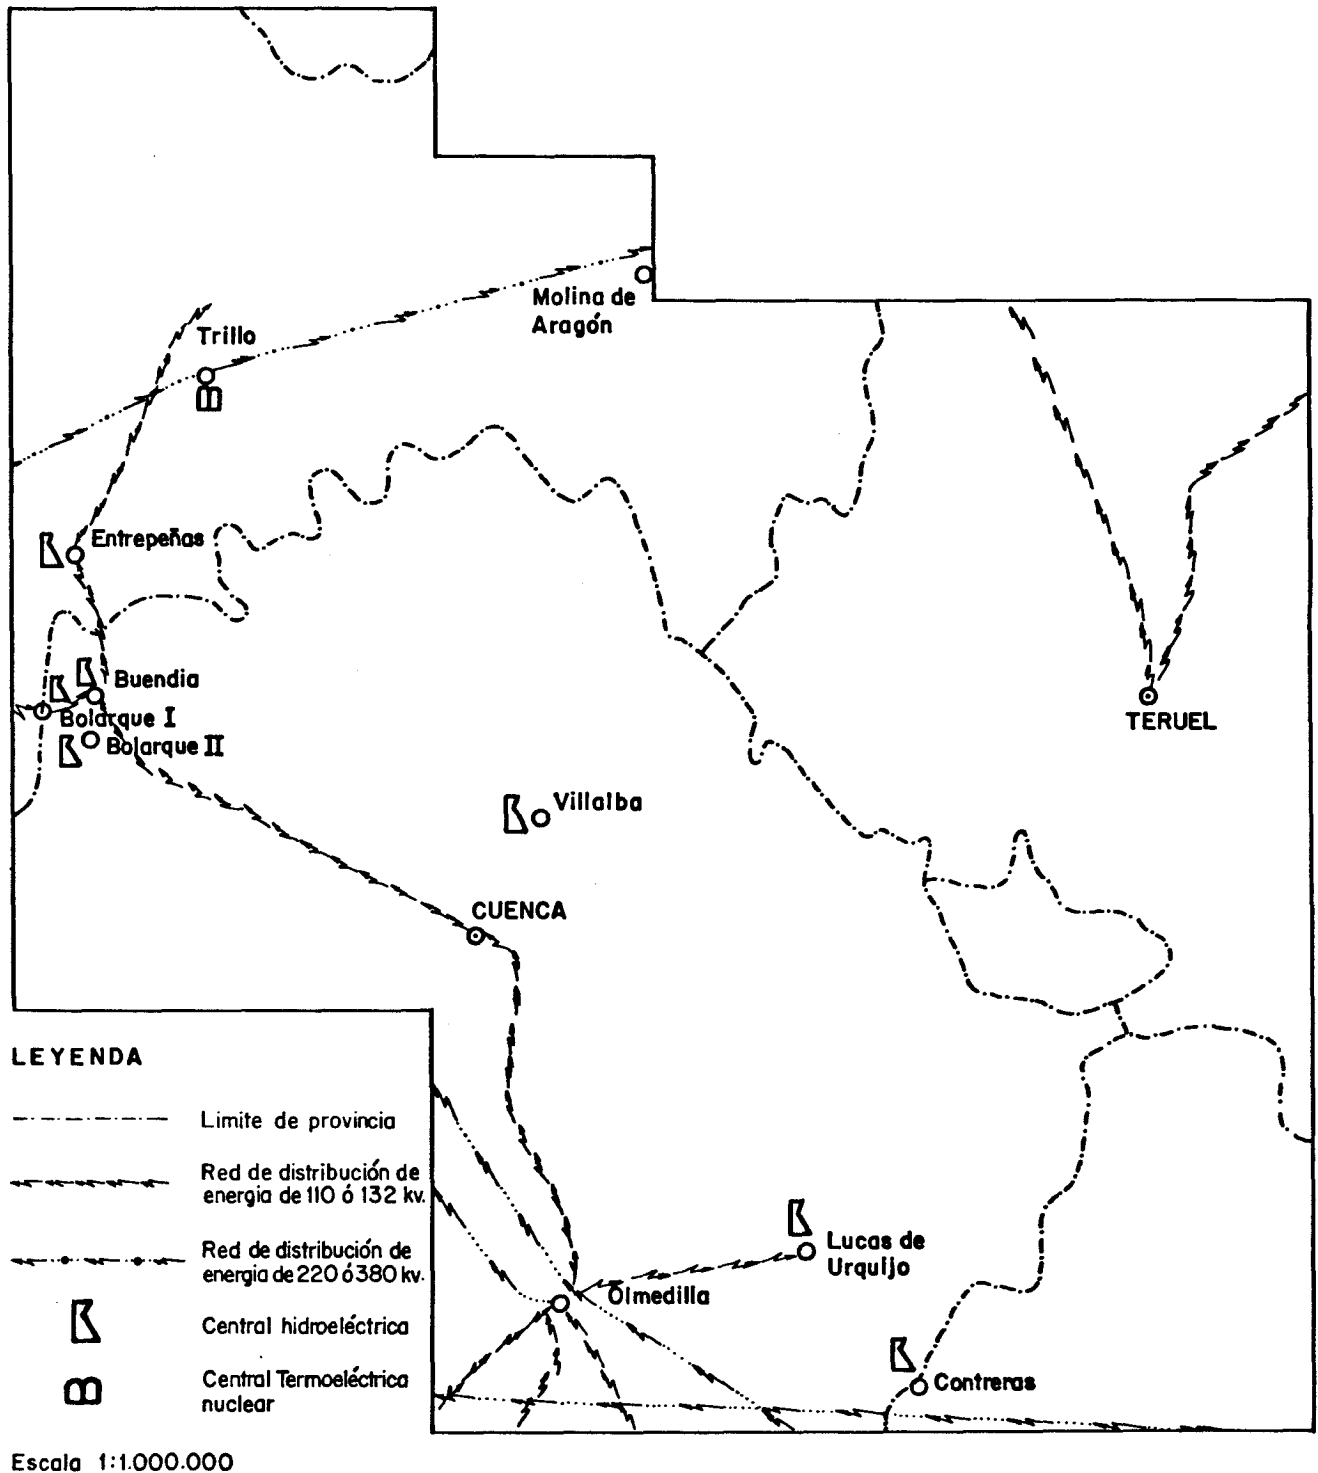 Molina de
Aragón
Trillo
Entrepeñas
Buendia
Bolarque I
Bolarque II
TERUEL
Villalba
CUENCA
LEYENDA
Limite de provincia
Red de distribución de
energia de 110 ó 132 kv.
Red de distribución de
energia de 220 ó 380 kv.
Central hidroeléctrica
Central Termoeléctrica
nuclear
Lucas de
Urquijo
Olmedilla
Contreras
Escala 1:1.000.000